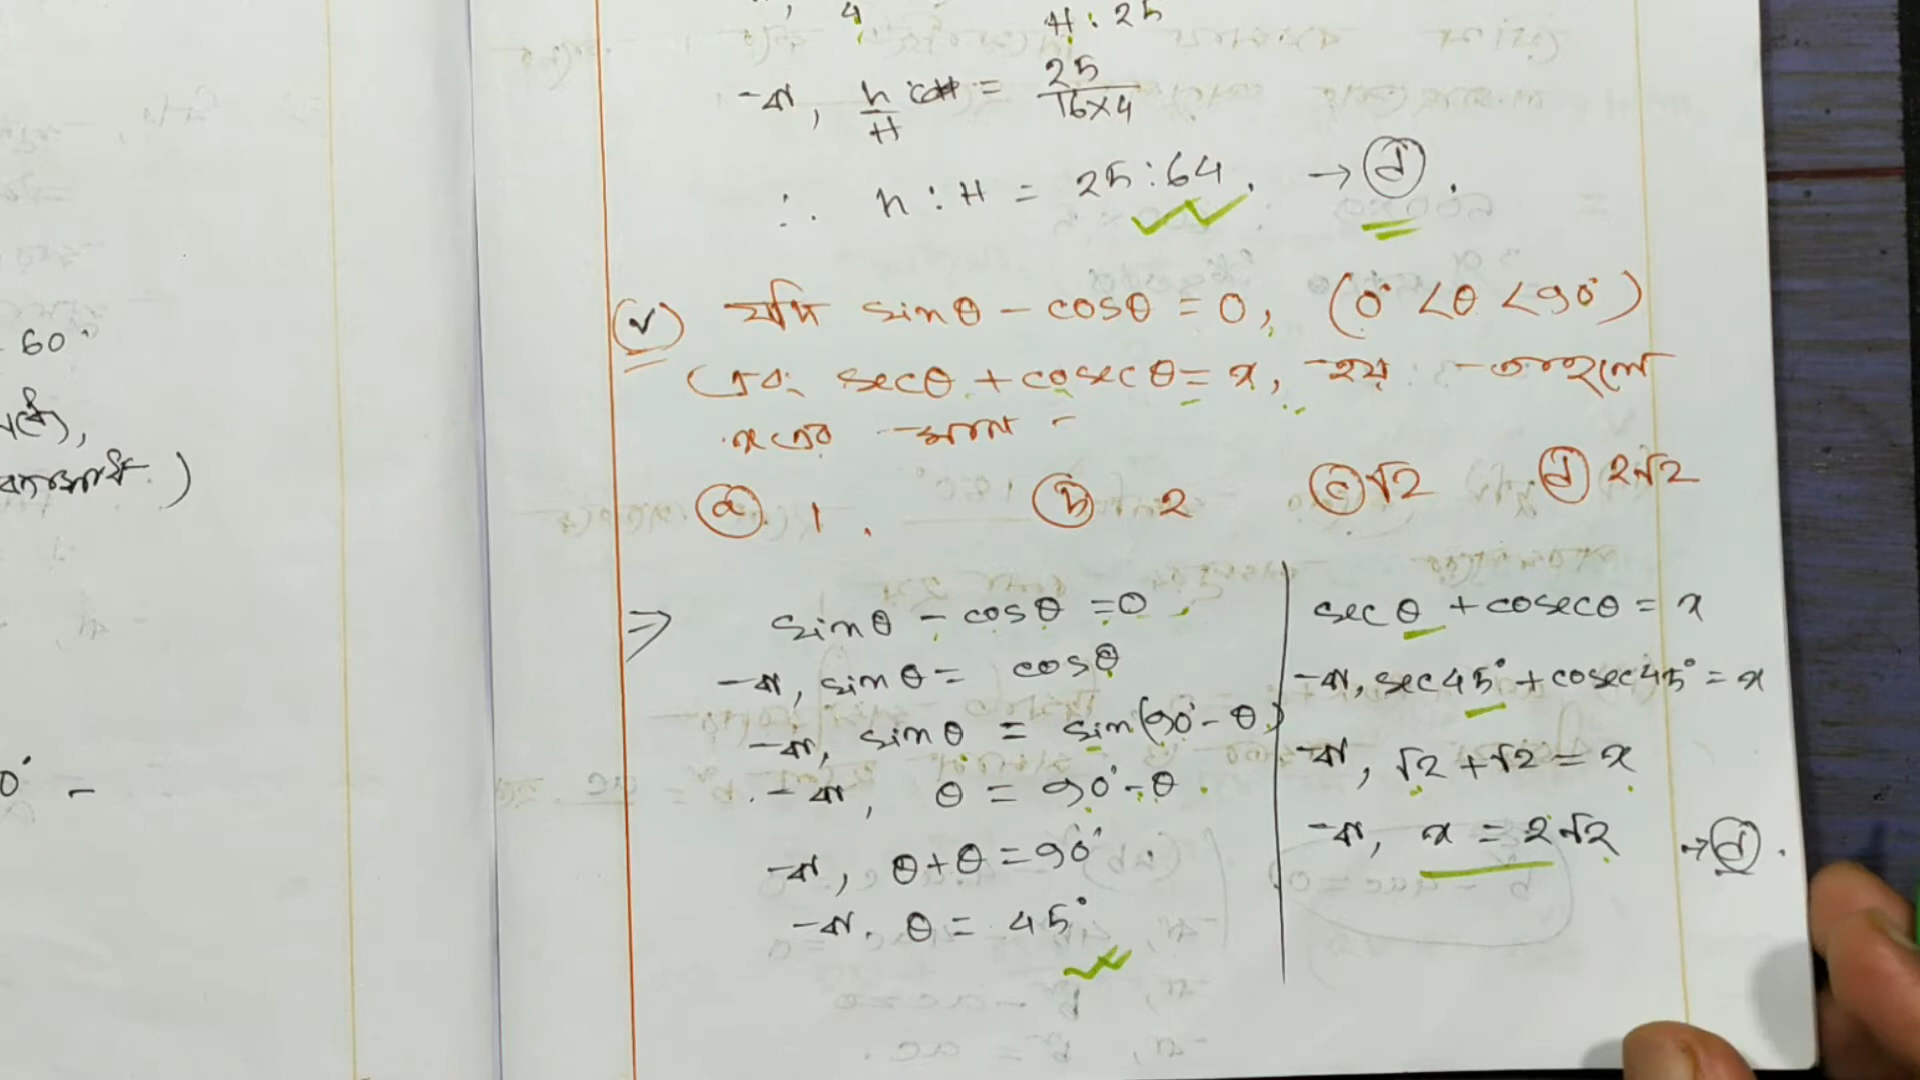 4 H : 25
বা, h/H = 25/16×4
∴ h : H = 25:64. → (d).
(v) যদি sinθ - cosθ = 0, (0° < θ < 90°)
এবং secθ + cosecθ = x, হয় তাহলে
x এর মান -
(a) 1. (b) 2 (c) √2 (d) 2√2
⇒ sinθ - cosθ = 0
বা, sinθ = cosθ
বা, sinθ = sin(90° - θ)
বা, θ = 90° - θ
বা, θ + θ = 90°
বা. θ = 45°
secθ + cosecθ = x
বা, sec45° + cosec45° = x
বা, √2 + √2 = x
বা, x = 2√2 → (d).
60°
0° -